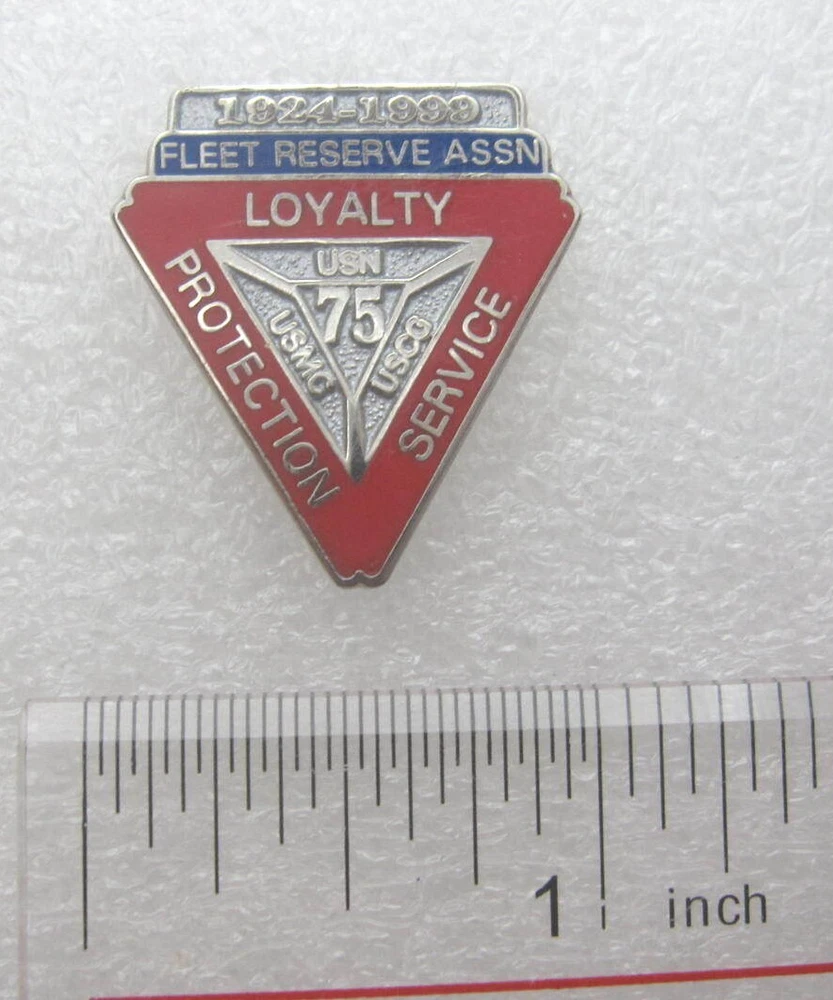 1924-1999
FLEET RESERVE ASSN
LOYALTY
PROTECTION
SERVICE
USN
75
USMC
USCG
1 inch